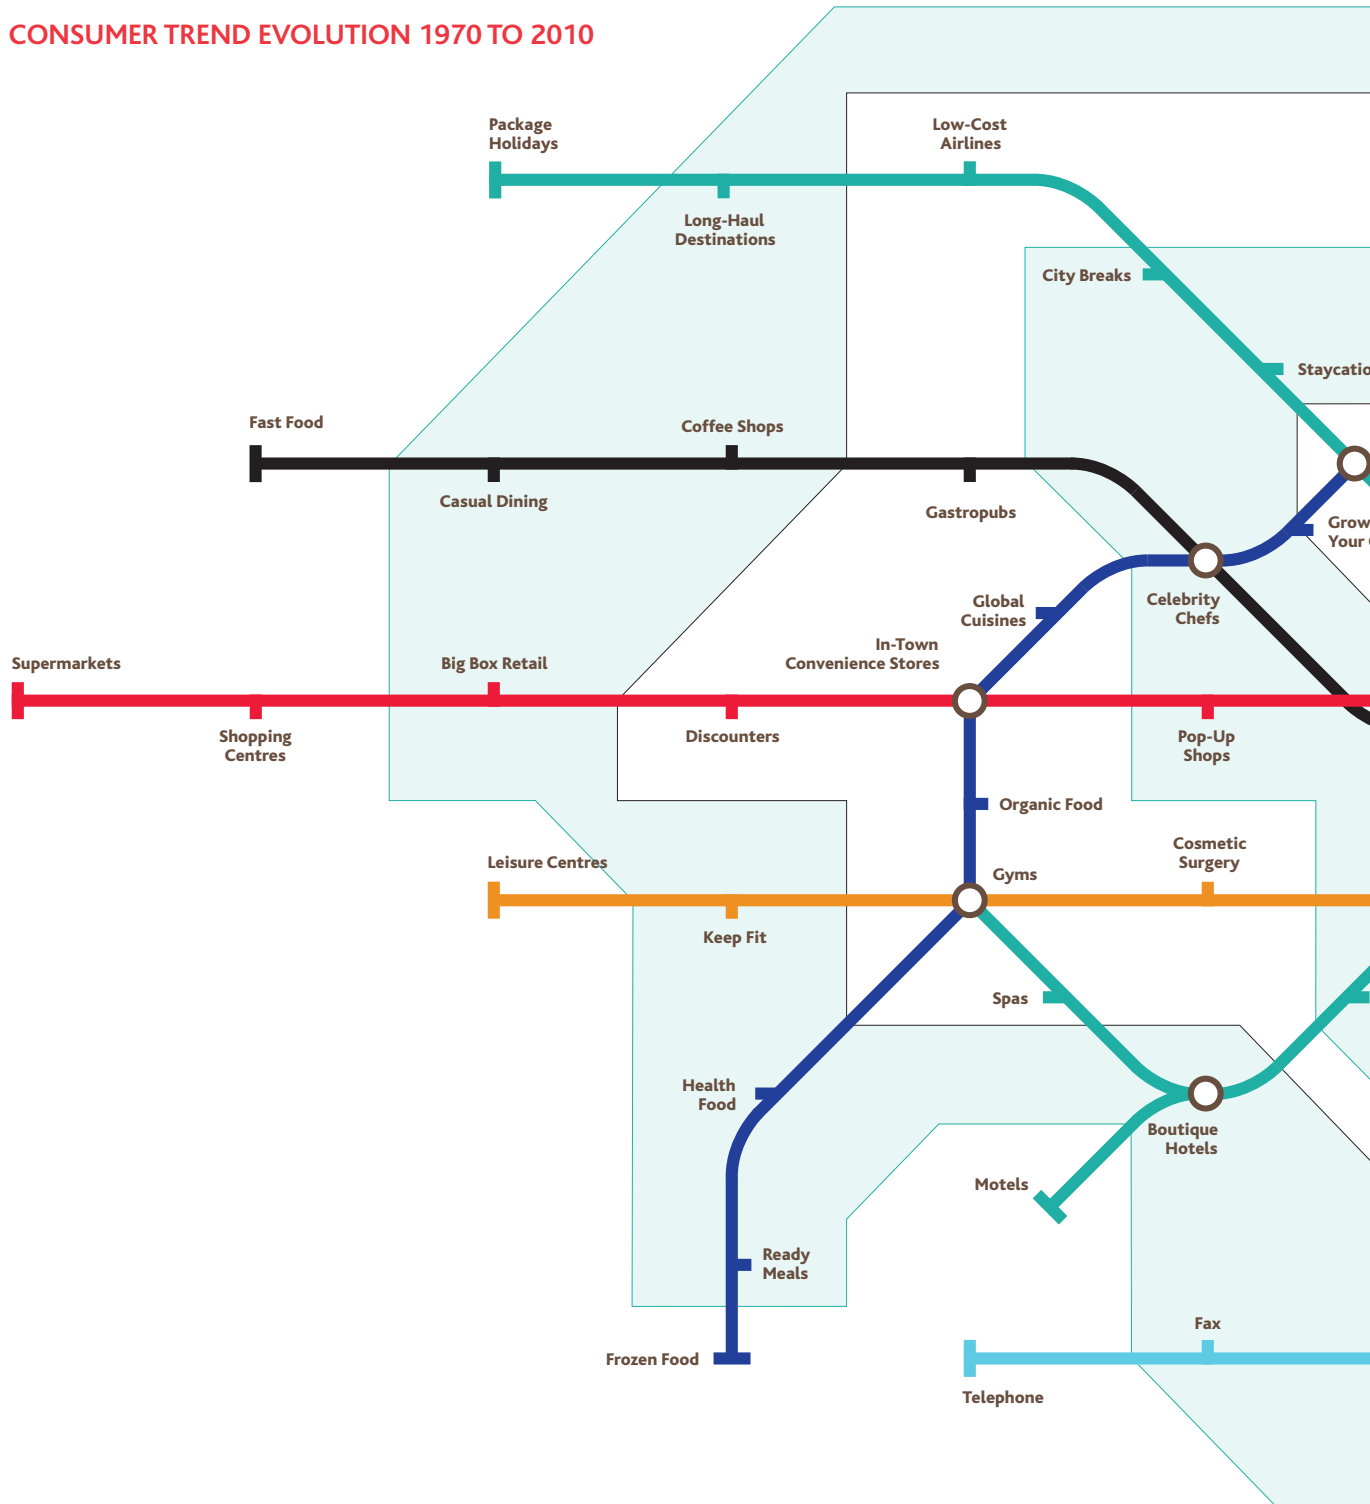 CONSUMER TREND EVOLUTION 1970 TO 2010
Package
Holidays
Low-Cost
Airlines
Long-Haul
Destinations
City Breaks
Staycatio
Fast Food
Coffee Shops
Casual Dining
Gastropubs
Grow
Your
Global
Cuisines
Celebrity
Chefs
In-Town
Convenience Stores
Supermarkets
Big Box Retail
Shopping
Centres
Discounters
Pop-Up
Shops
Organic Food
Leisure Centres
Gyms
Cosmetic
Surgery
Keep Fit
Spas
Health
Food
Boutique
Hotels
Motels
Ready
Meals
Frozen Food
Fax
Telephone